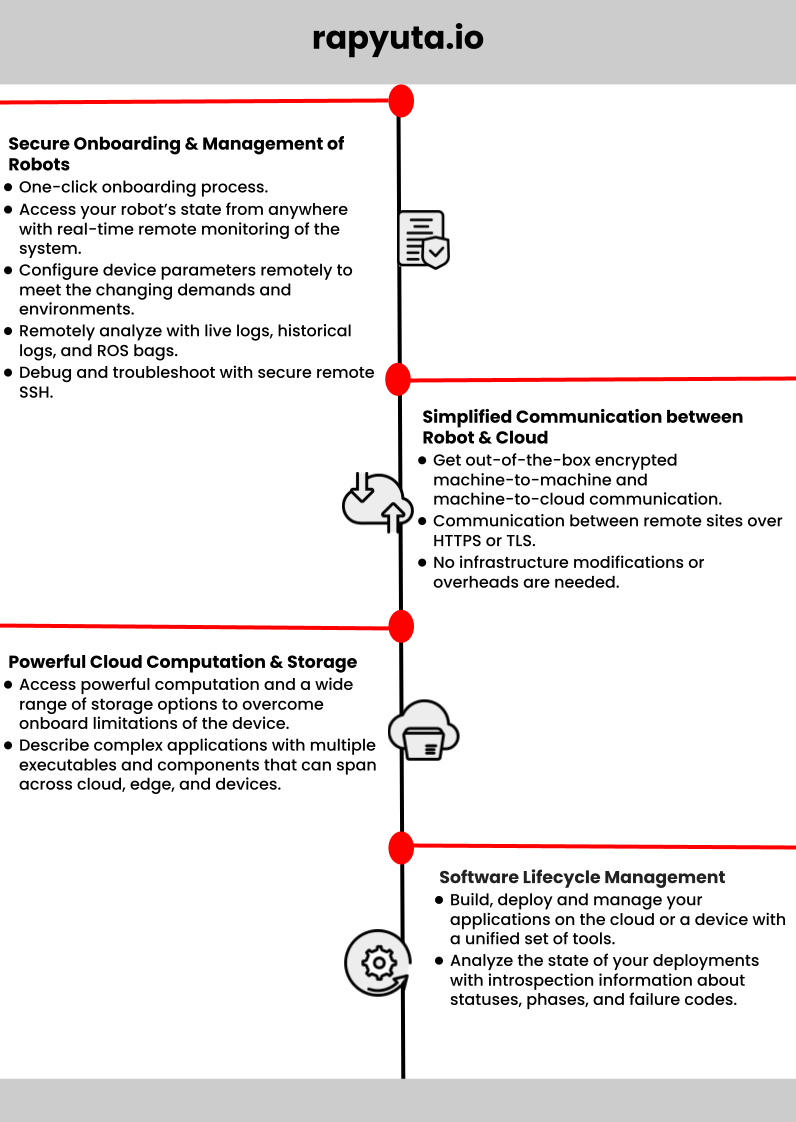 rapyuta.io
Secure Onboarding & Management of
Robots
● One-click onboarding process.
● Access your robot’s state from anywhere
with real-time remote monitoring of the
system.
● Configure device parameters remotely to
meet the changing demands and
environments.
● Remotely analyze with live logs, historical
logs, and ROS bags.
● Debug and troubleshoot with secure remote
SSH.
Simplified Communication between
Robot & Cloud
● Get out-of-the-box encrypted
machine-to-machine and
machine-to-cloud communication.
● Communication between remote sites over
HTTPS or TLS.
● No infrastructure modifications or
overheads are needed.
Powerful Cloud Computation & Storage
● Access powerful computation and a wide
range of storage options to overcome
onboard limitations of the device.
● Describe complex applications with multiple
executables and components that can span
across cloud, edge, and devices.
Software Lifecycle Management
● Build, deploy and manage your
applications on the cloud or a device with
a unified set of tools.
● Analyze the state of your deployments
with introspection information about
statuses, phases, and failure codes.